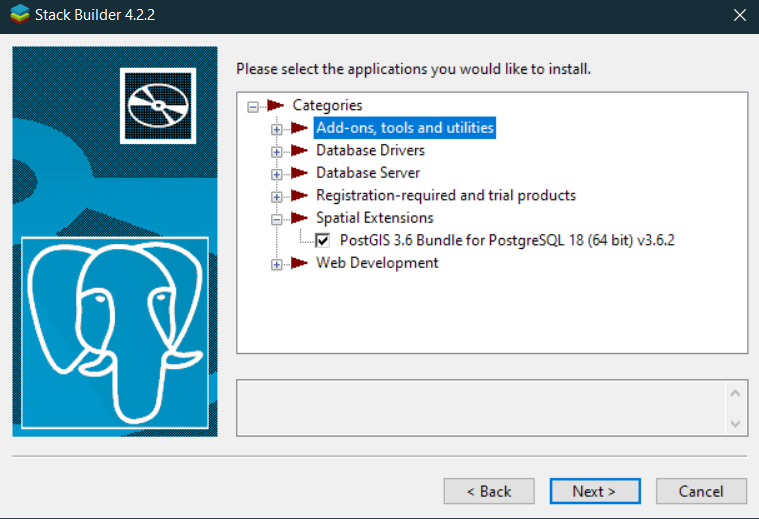 Stack Builder 4.2.2
Please select the applications you would like to install.
Categories
Add-ons, tools and utilities
Database Drivers
Database Server
Registration-required and trial products
Spatial Extensions
PostGIS 3.6 Bundle for PostgreSQL 18 (64 bit) v3.6.2
Web Development
< Back Next > Cancel